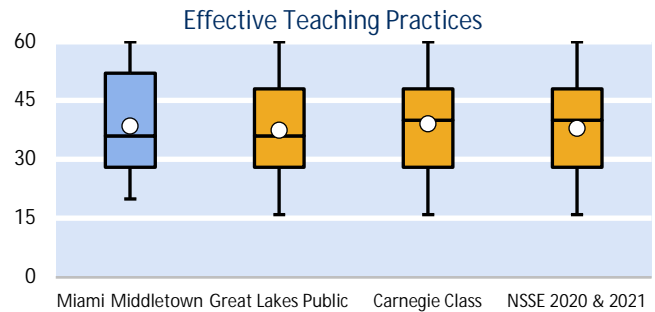 Effective Teaching Practices
60
45
30
15
0
Miami Middletown Great Lakes Public Carnegie Class NSSE 2020 & 2021